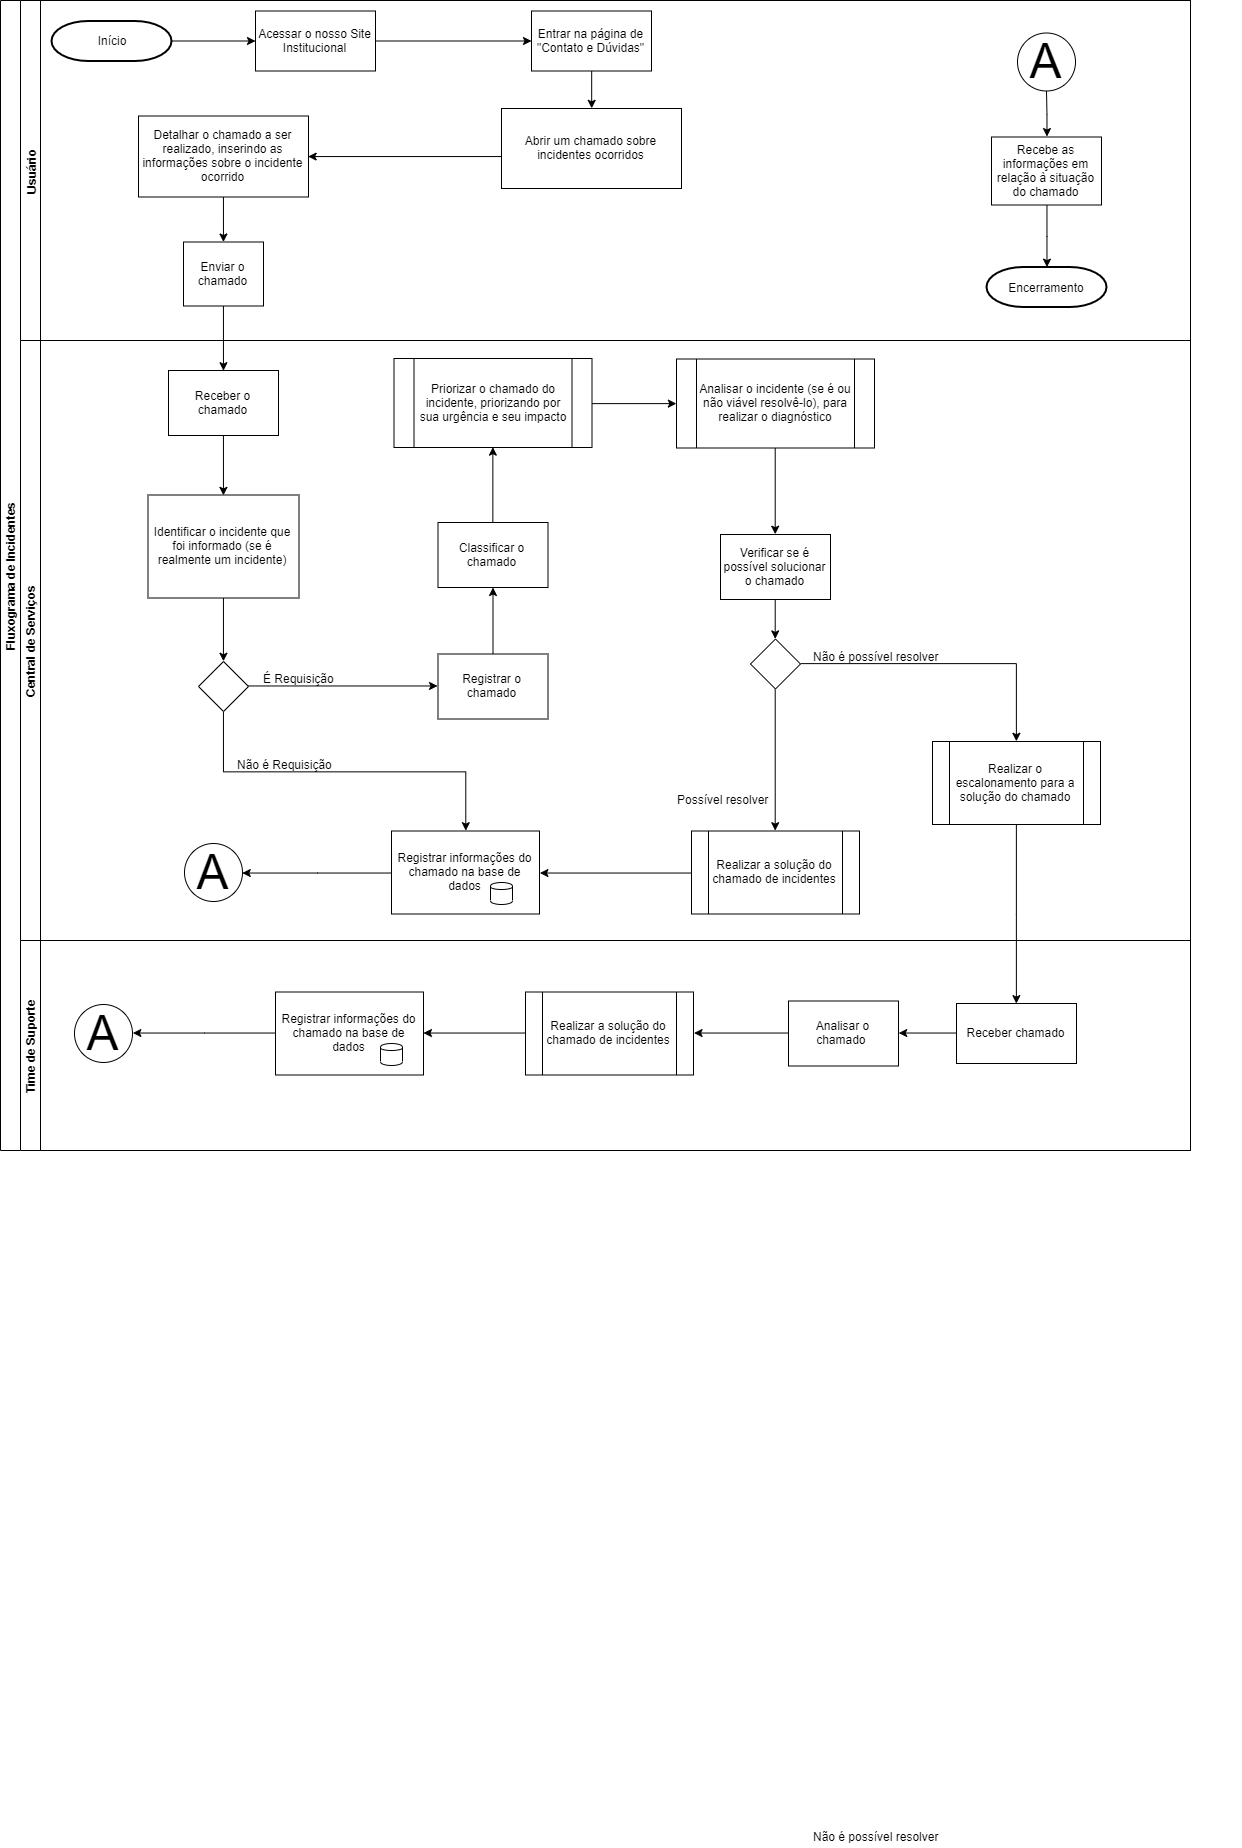 Fluxograma de Incidentes
Usuário
Início
Acessar o nosso Site
Institucional
Entrar na página de
"Contato e Dúvidas"
Abrir um chamado sobre
incidentes ocorridos
Detalhar o chamado a ser
realizado, inserindo as
informações sobre o incidente
ocorrido
Enviar o
chamado
A
Recebe as
informações em
relação á situação
do chamado
Encerramento
Central de Serviços
Receber o
chamado
Identificar o incidente que
foi informado (se é
realmente um incidente)
É Requisição
Não é Requisição
Registrar o
chamado
Classificar o
chamado
Priorizar o chamado do
incidente, priorizando por
sua urgência e seu impacto
Analisar o incidente (se é ou
não viável resolvê-lo), para
realizar o diagnóstico
Verificar se é
possível solucionar
o chamado
Não é possível resolver
Possível resolver
Realizar o
escalonamento para a
solução do chamado
Realizar a solução do
chamado de incidentes
Registrar informações do
chamado na base de
dados
A
Time de Suporte
Receber chamado
Analisar o
chamado
Realizar a solução do
chamado de incidentes
Registrar informações do
chamado na base de
dados
A
Não é possível resolver